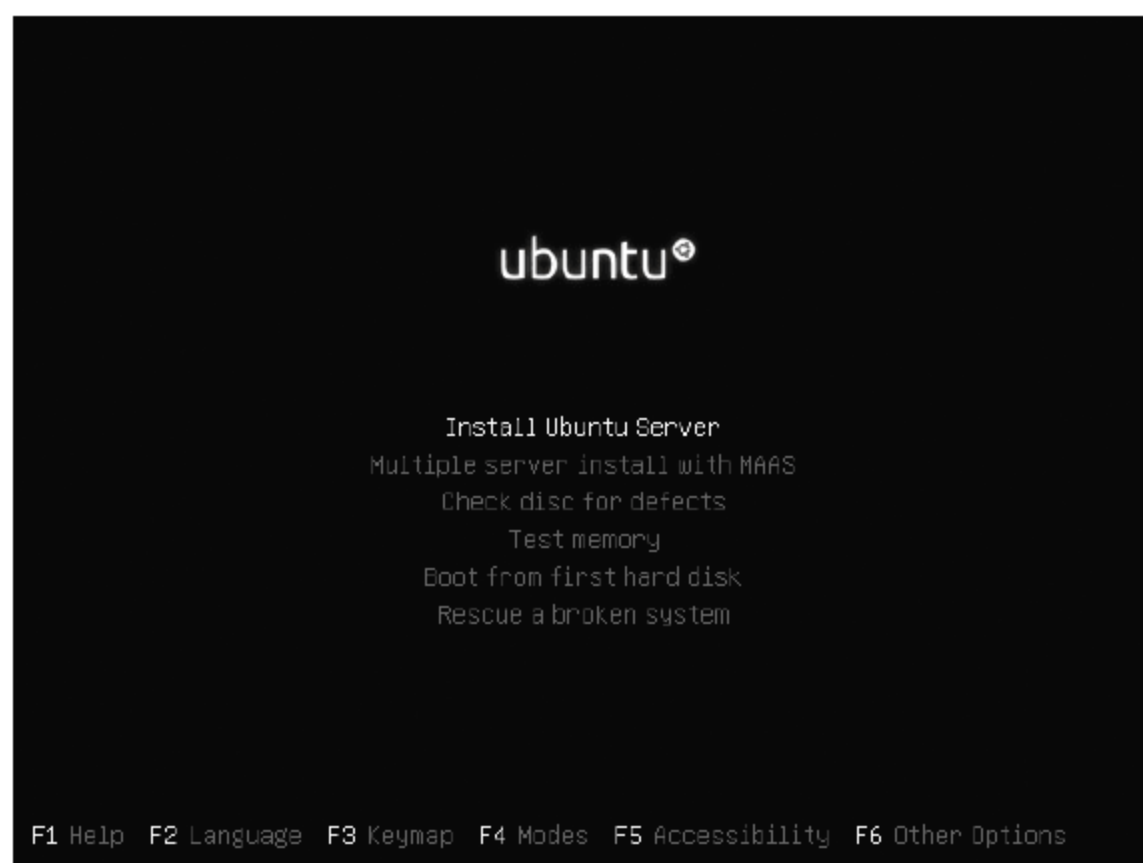 ubuntu
Install Ubuntu Server
Multiple server install with MAAS
Check disc for defects
Test memory
Boot from first hard disk
Rescue a broken system
F1 Help F2 Language F3 Keymap F4 Modes F5 Accessibility F6 Other Options